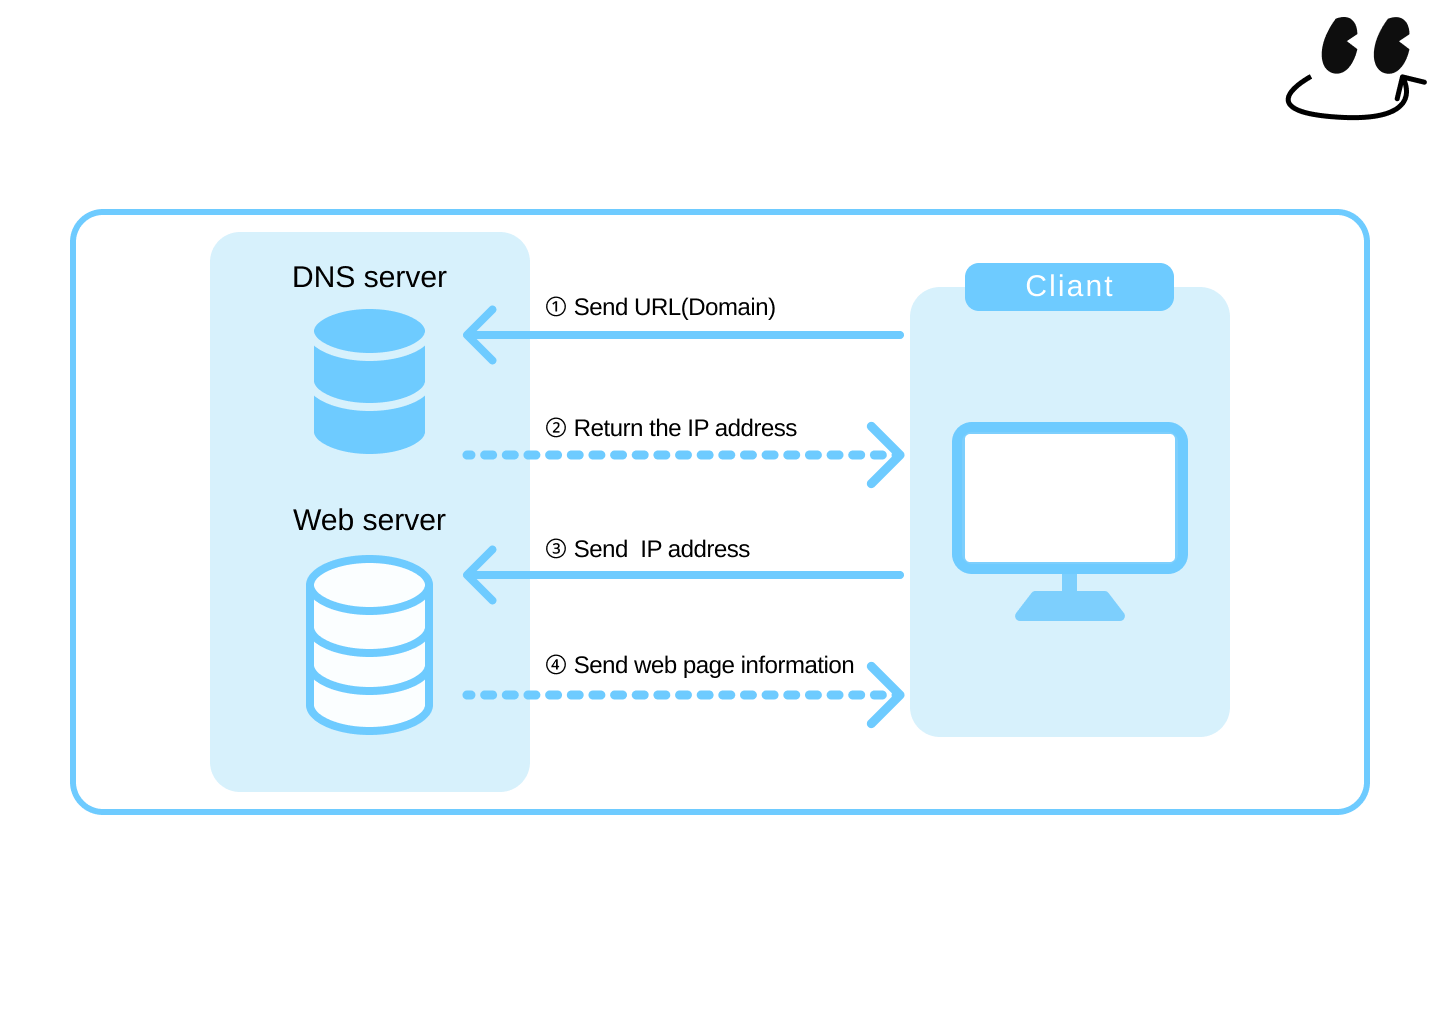 DNS server
① Send URL(Domain)
Cliant
② Return the IP address
Web server
③ Send  IP address
④ Send web page information